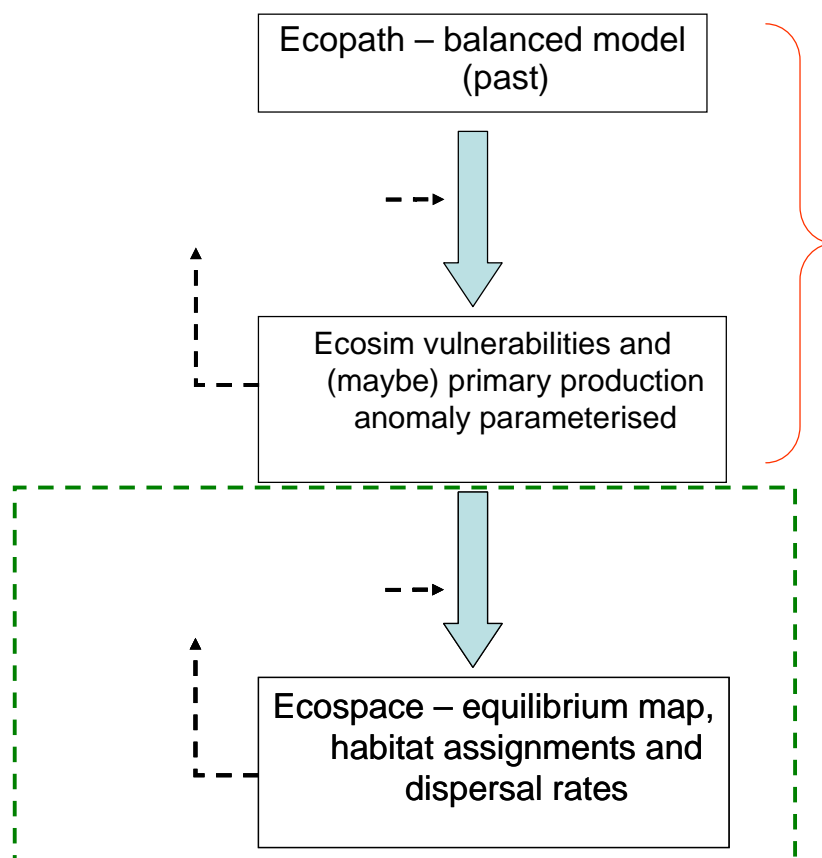 Ecopath – balanced model
(past)
Ecosim vulnerabilities and
(maybe) primary production
anomaly parameterised
Ecospace – equilibrium map,
habitat assignments and
dispersal rates